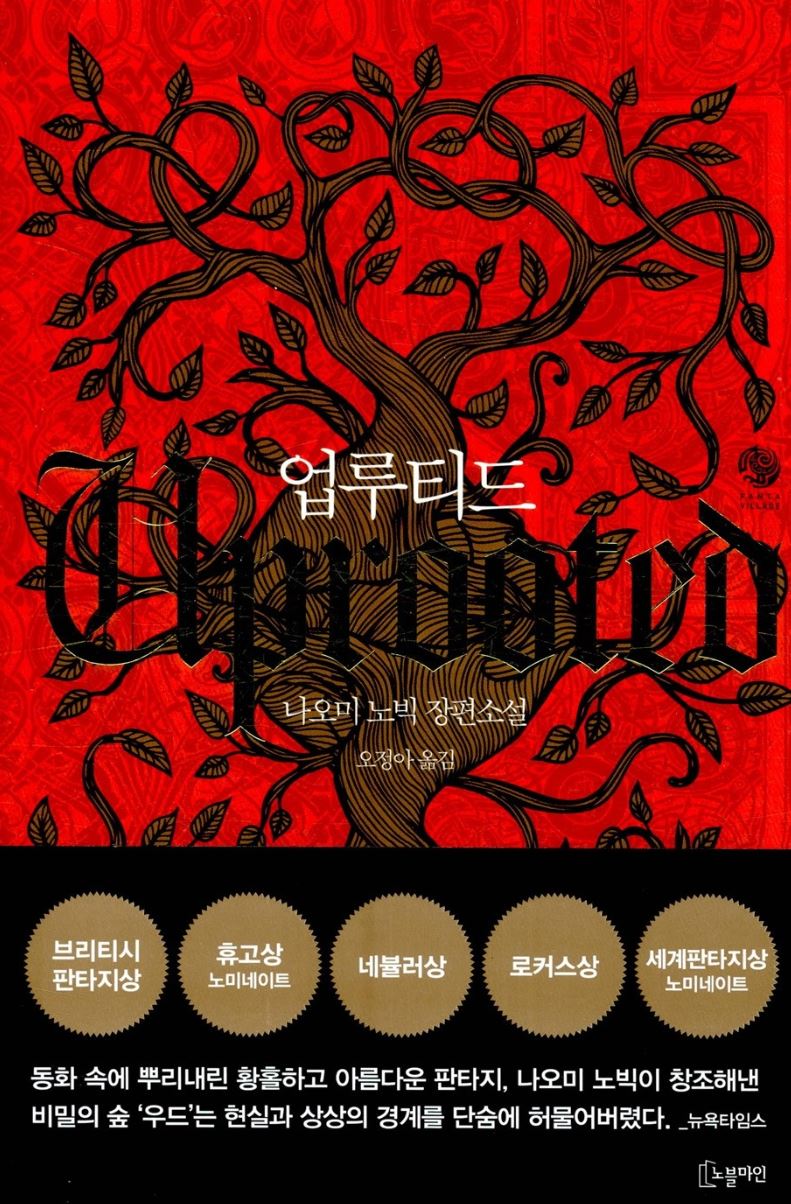 업루티드
Uprooted
FANTA
VILLAGE
나오미 노빅 장편소설
오정아 옮김
브리티시
판타지상
휴고상
노미네이트
네뷸러상
로커스상
세계판타지상
노미네이트
동화 속에 뿌리내린 황홀하고 아름다운 판타지, 나오미 노빅이 창조해낸
비밀의 숲 ‘우드’는 현실과 상상의 경계를 단숨에 허물어버렸다. _뉴욕타임스
노블마인